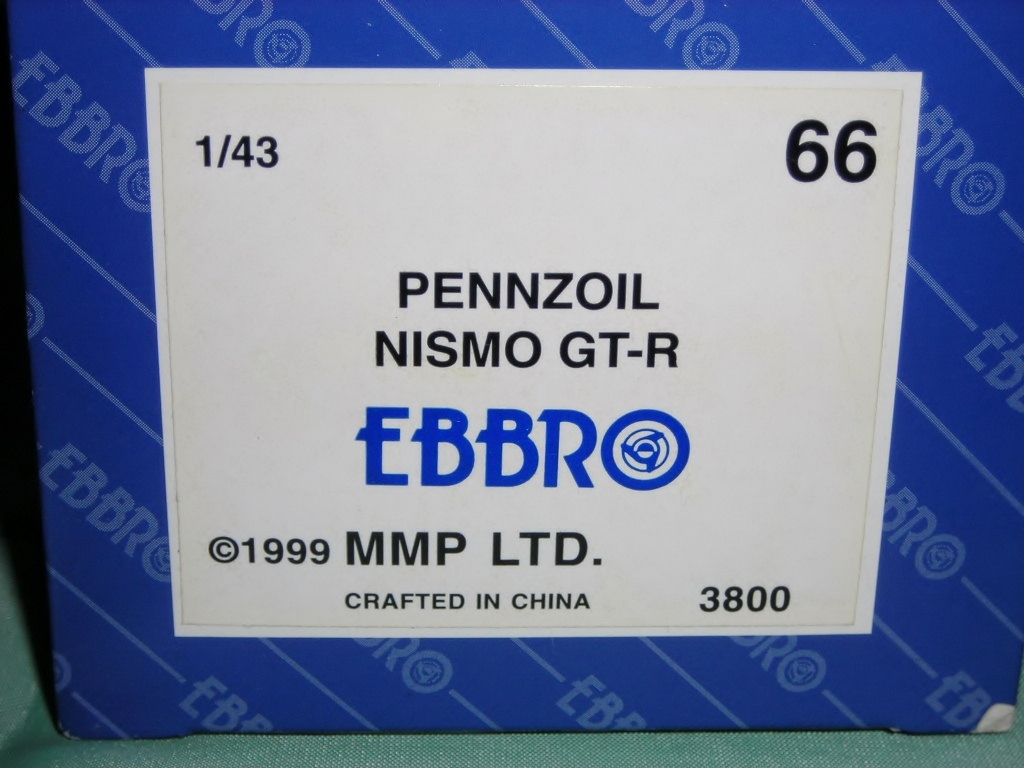 1/43 66
PENNZOIL
NISMO GT-R
EBBRO
©1999 MMP LTD.
CRAFTED IN CHINA 3800